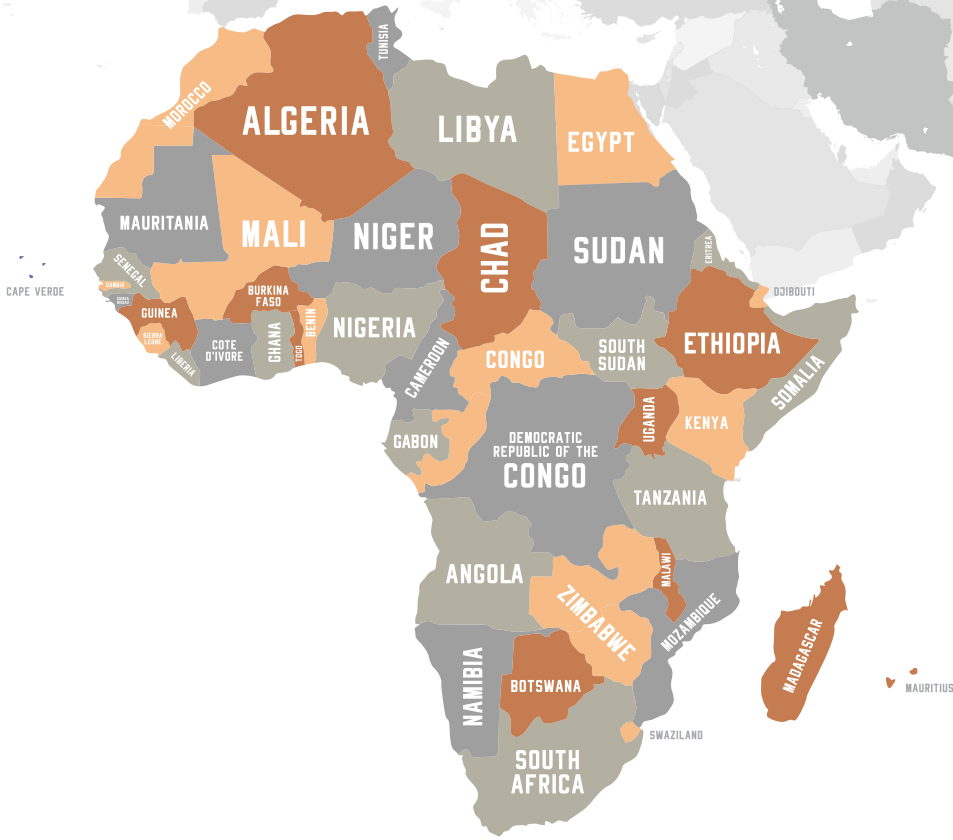 TUNISIA
MOROCCO
ALGERIA
LIBYA
EGYPT
MAURITANIA
MALI
NIGER
CHAD
SUDAN
ERITREA
CAPE VERDE
SENEGAL
GAMBIA
GUINEA
BISSAU
GUINEA
SIERRA
LEONE
LIBERIA
COTE
D'IVORE
BURKINA
FASO
GHANA
TOGO
BENIN
NIGERIA
CAMEROON
CONGO
SOUTH
SUDAN
ETHIOPIA
DJIBOUTI
SOMALIA
UGANDA
KENYA
GABON
DEMOCRATIC
REPUBLIC OF THE
CONGO
TANZANIA
ANGOLA
MALAWI
ZIMBABWE
MOZAMBIQUE
MADAGASCAR
MAURITIUS
NAMIBIA
BOTSWANA
SWAZILAND
SOUTH
AFRICA